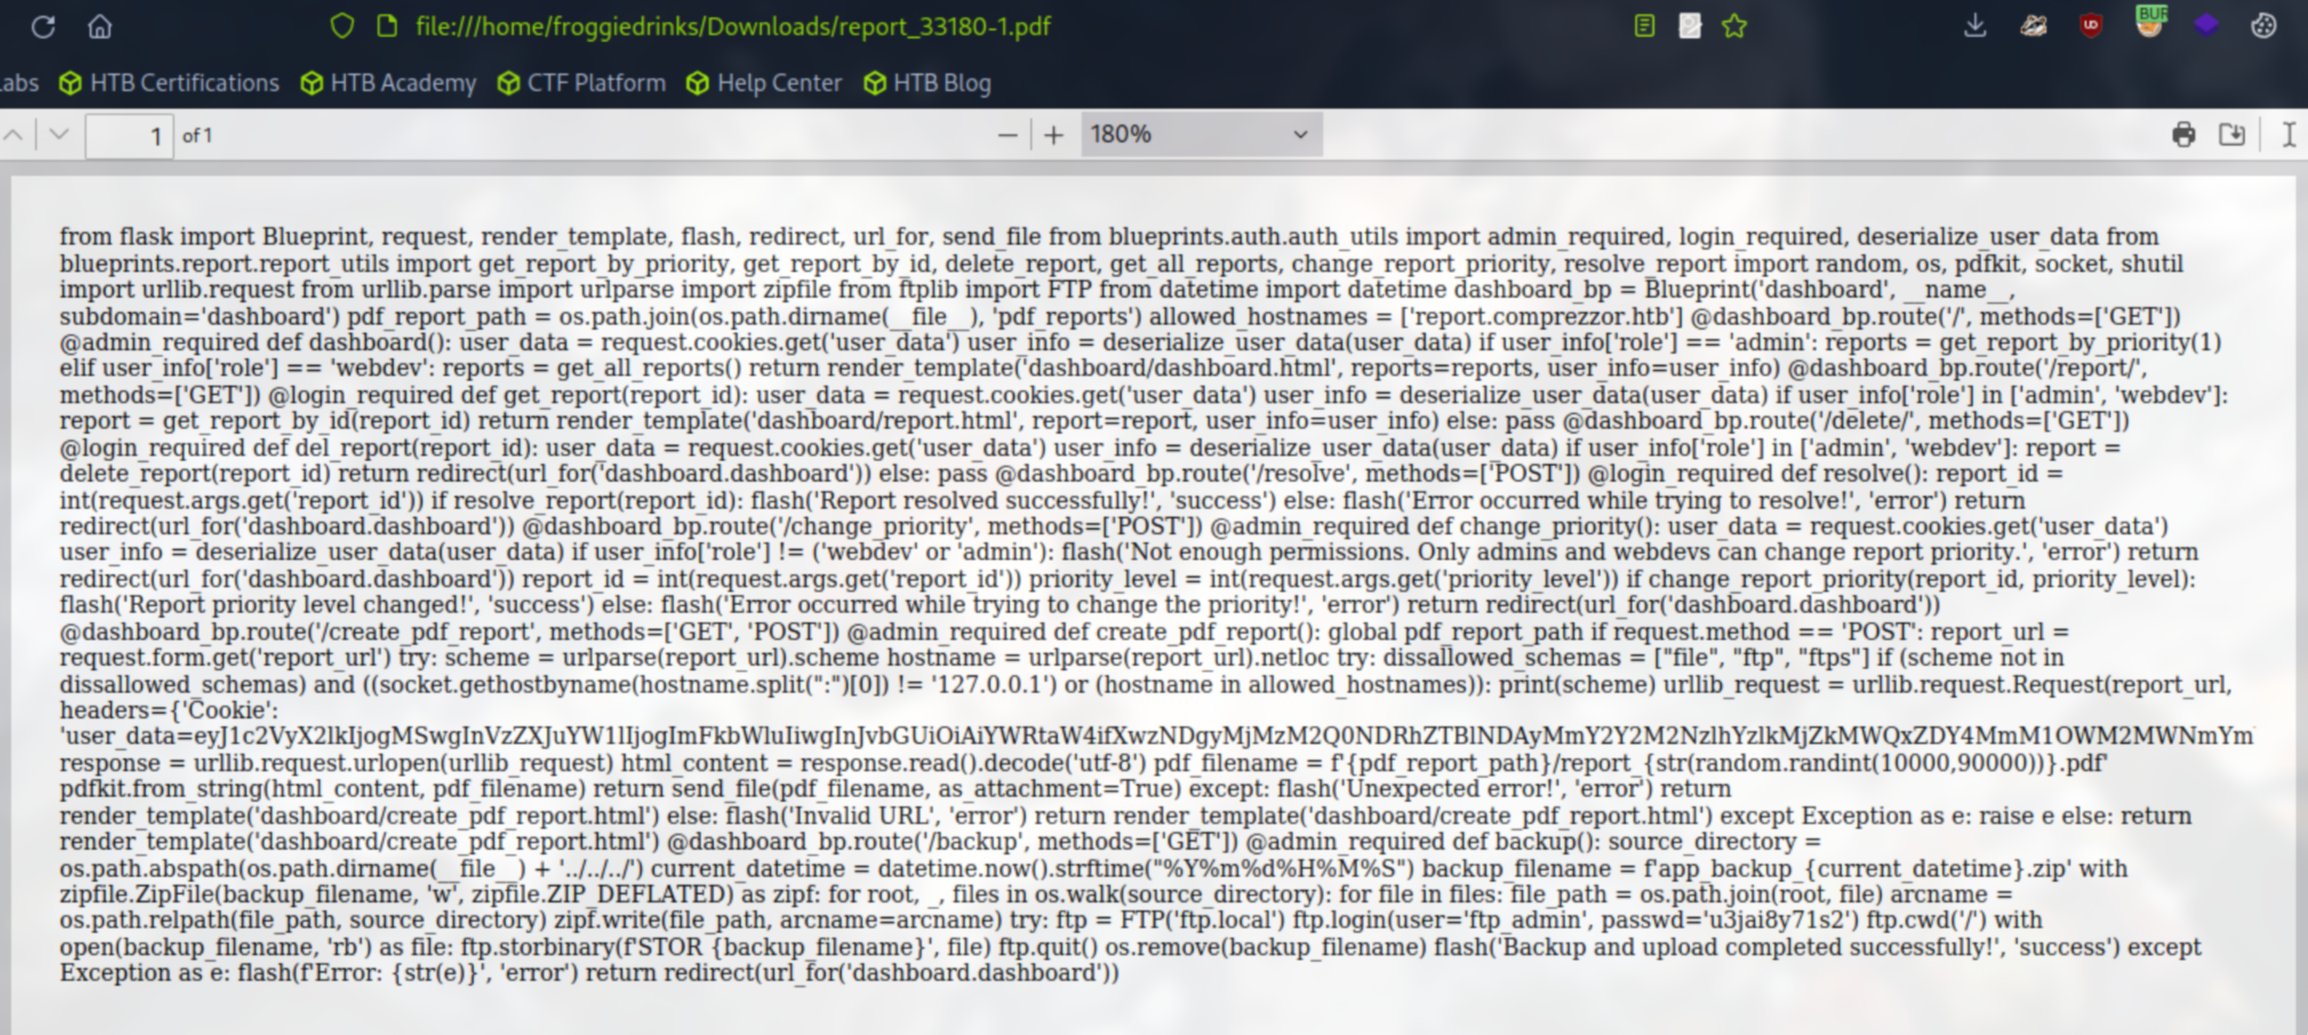 file:///home/froggiedrinks/Downloads/report_33180-1.pdf
BUR
UD
abs HTB Certifications HTB Academy CTF Platform Help Center HTB Blog
1 of 1 180%
from flask import Blueprint, request, render_template, flash, redirect, url_for, send_file from blueprints.auth.auth_utils import admin_required, login_required, deserialize_user_data from
blueprints.report.report_utils import get_report_by_priority, get_report_by_id, delete_report, get_all_reports, change_report_priority, resolve_report import random, os, pdfkit, socket, shutil
import urllib.request from urllib.parse import urlparse import zipfile from ftplib import FTP from datetime import datetime dashboard_bp = Blueprint('dashboard', __name__,
subdomain='dashboard') pdf_report_path = os.path.join(os.path.dirname(__file__), 'pdf_reports') allowed_hostnames = ['report.comprezzor.htb'] @dashboard_bp.route('/', methods=['GET'])
@admin_required def dashboard(): user_data = request.cookies.get('user_data') user_info = deserialize_user_data(user_data) if user_info['role'] == 'admin': reports = get_report_by_priority(1)
elif user_info['role'] == 'webdev': reports = get_all_reports() return render_template('dashboard/dashboard.html', reports=reports, user_info=user_info) @dashboard_bp.route('/report/',
methods=['GET']) @login_required def get_report(report_id): user_data = request.cookies.get('user_data') user_info = deserialize_user_data(user_data) if user_info['role'] in ['admin', 'webdev']:
report = get_report_by_id(report_id) return render_template('dashboard/report.html', report=report, user_info=user_info) else: pass @dashboard_bp.route('/delete/', methods=['GET'])
@login_required def del_report(report_id): user_data = request.cookies.get('user_data') user_info = deserialize_user_data(user_data) if user_info['role'] in ['admin', 'webdev']: report =
delete_report(report_id) return redirect(url_for('dashboard.dashboard')) else: pass @dashboard_bp.route('/resolve', methods=['POST']) @login_required def resolve(): report_id =
int(request.args.get('report_id')) if resolve_report(report_id): flash('Report resolved successfully!', 'success') else: flash('Error occurred while trying to resolve!', 'error') return
redirect(url_for('dashboard.dashboard')) @dashboard_bp.route('/change_priority', methods=['POST']) @admin_required def change_priority(): user_data = request.cookies.get('user_data')
user_info = deserialize_user_data(user_data) if user_info['role'] != ('webdev' or 'admin'): flash('Not enough permissions. Only admins and webdevs can change report priority.', 'error') return
redirect(url_for('dashboard.dashboard')) report_id = int(request.args.get('report_id')) priority_level = int(request.args.get('priority_level')) if change_report_priority(report_id, priority_level):
flash('Report priority level changed!', 'success') else: flash('Error occurred while trying to change the priority!', 'error') return redirect(url_for('dashboard.dashboard'))
@dashboard_bp.route('/create_pdf_report', methods=['GET', 'POST']) @admin_required def create_pdf_report(): global pdf_report_path if request.method == 'POST': report_url =
request.form.get('report_url') try: scheme = urlparse(report_url).scheme hostname = urlparse(report_url).netloc try: dissallowed_schemas = ["file", "ftp", "ftps"] if (scheme not in
dissallowed_schemas) and ((socket.gethostbyname(hostname.split(":")[0]) != '127.0.0.1') or (hostname in allowed_hostnames)): print(scheme) urllib_request = urllib.request.Request(report_url,
headers={'Cookie':
'user_data=eyJ1c2VyX2lkIjogMSwgInVzZXJuYW1lIjogImFkbWluIiwgInJvbGUiOiAiYWRtaW4ifXwzNDgyMjMzM2Q0NDRhZTBlNDAyMmY2Y2M2NzlhYzlkMjZkMWQxZDY4MmM1OWM2MWNmYm
response = urllib.request.urlopen(urllib_request) html_content = response.read().decode('utf-8') pdf_filename = f'{pdf_report_path}/report_{str(random.randint(10000,90000))}.pdf'
pdfkit.from_string(html_content, pdf_filename) return send_file(pdf_filename, as_attachment=True) except: flash('Unexpected error!', 'error') return
render_template('dashboard/create_pdf_report.html') else: flash('Invalid URL', 'error') return render_template('dashboard/create_pdf_report.html') except Exception as e: raise e else: return
render_template('dashboard/create_pdf_report.html') @dashboard_bp.route('/backup', methods=['GET']) @admin_required def backup(): source_directory =
os.path.abspath(os.path.dirname(__file__) + '../../../') current_datetime = datetime.now().strftime("%Y%m%d%H%M%S") backup_filename = f'app_backup_{current_datetime}.zip' with
zipfile.ZipFile(backup_filename, 'w', zipfile.ZIP_DEFLATED) as zipf: for root, _, files in os.walk(source_directory): for file in files: file_path = os.path.join(root, file) arcname =
os.path.relpath(file_path, source_directory) zipf.write(file_path, arcname=arcname) try: ftp = FTP('ftp.local') ftp.login(user='ftp_admin', passwd='u3jai8y71s2') ftp.cwd('/') with
open(backup_filename, 'rb') as file: ftp.storbinary(f'STOR {backup_filename}', file) ftp.quit() os.remove(backup_filename) flash('Backup and upload completed successfully!', 'success') except
Exception as e: flash(f'Error: {str(e)}', 'error') return redirect(url_for('dashboard.dashboard'))